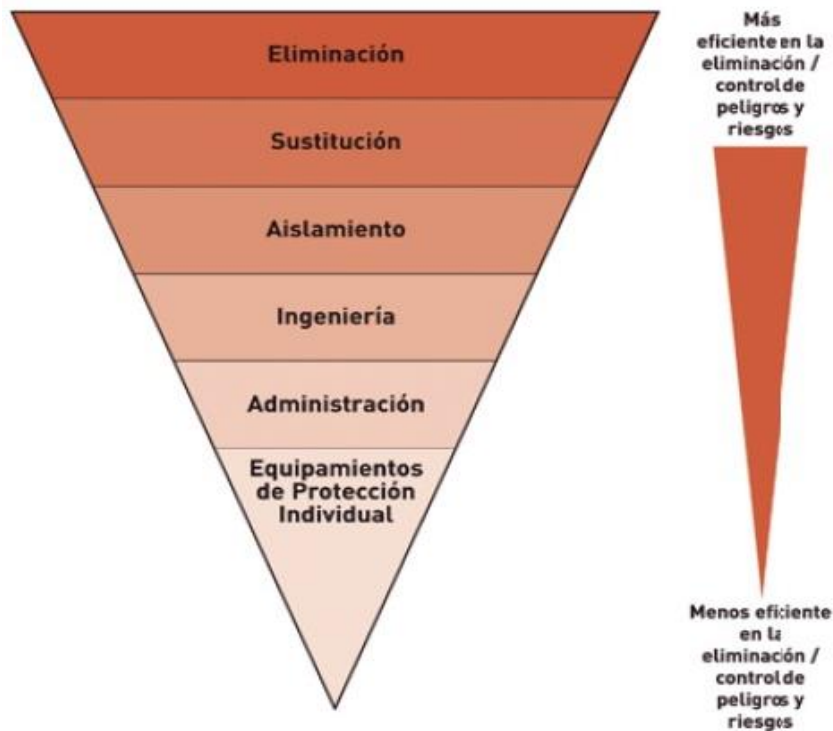 Eliminación
Sustitución
Aislamiento
Ingeniería
Administración
Equipamientos
de Protección
Individual
Más
eficiente en la
eliminación /
control de
peligros y
riesgos
Menos eficiente
en la
eliminación /
control de
peligros y
riesgos